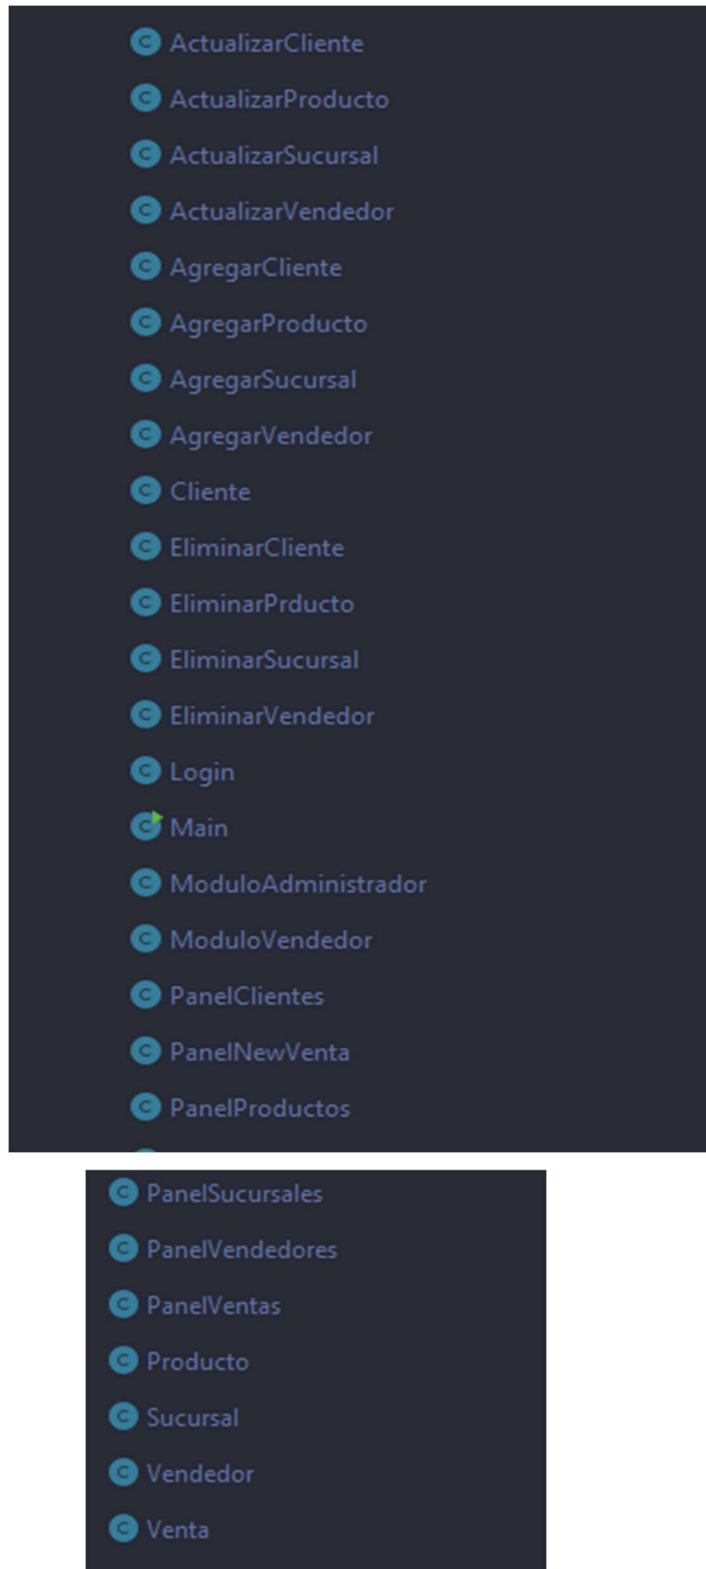 ActualizarCliente
ActualizarProducto
ActualizarSucursal
ActualizarVendedor
AgregarCliente
AgregarProducto
AgregarSucursal
AgregarVendedor
Cliente
EliminarCliente
EliminarPrducto
EliminarSucursal
EliminarVendedor
Login
Main
ModuloAdministrador
ModuloVendedor
PanelClientes
PanelNewVenta
PanelProductos
PanelSucursales
PanelVendedores
PanelVentas
Producto
Sucursal
Vendedor
Venta